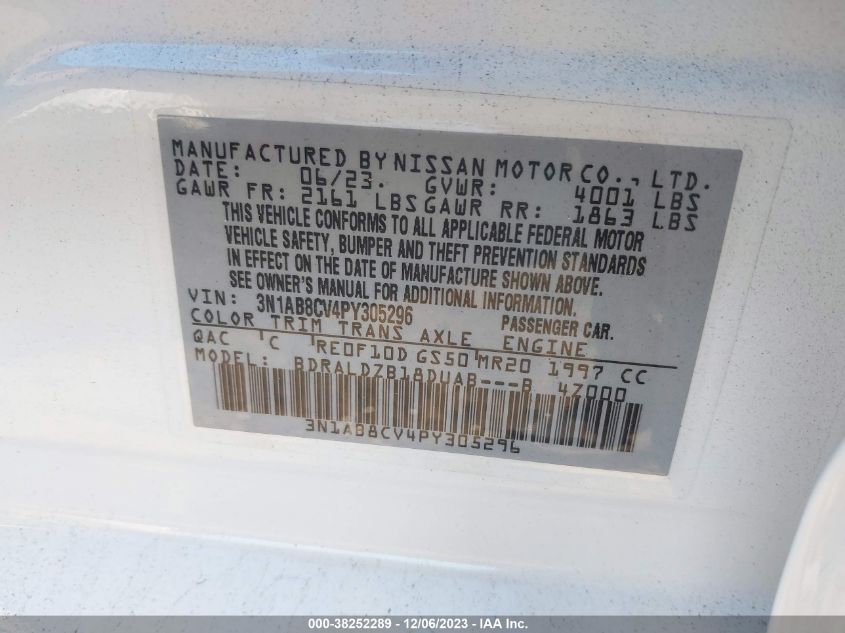 MANUFACTURED BY NISSAN MOTOR CO., LTD.
DATE: 06/23. GVWR: 4001 LBS
GAWR FR: 2161 LBS GAWR RR: 1863 LBS
THIS VEHICLE CONFORMS TO ALL APPLICABLE FEDERAL MOTOR
VEHICLE SAFETY, BUMPER AND THEFT PREVENTION STANDARDS
IN EFFECT ON THE DATE OF MANUFACTURE SHOWN ABOVE.
SEE OWNER'S MANUAL FOR ADDITIONAL INFORMATION.
VIN: 3N1AB8CV4PY305296 PASSENGER CAR.
COLOR TRIM TRANS AXLE ENGINE
QAC C RE0F10D GS50 MR20 1997 CC
MODEL: BDRALDZB18DUAB---B 4Z000
3N1AB8CV4PY305296
000-38252289 - 12/06/2023 - IAA Inc.